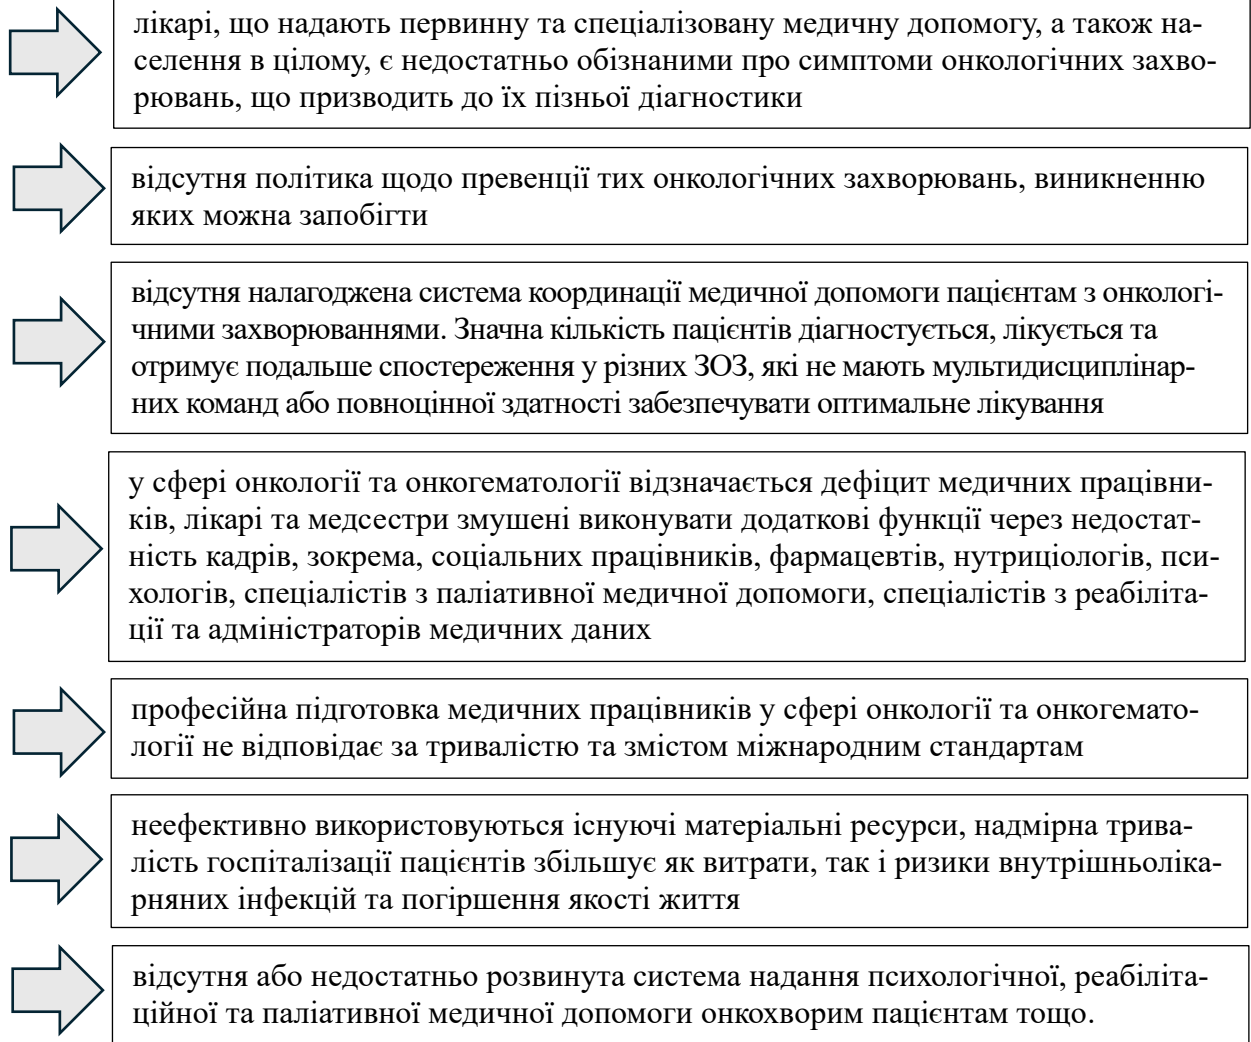 лікарі, що надають первинну та спеціалізовану медичну допомогу, а також на-
селення в цілому, є недостатньо обізнаними про симптоми онкологічних захво-
рювань, що призводить до їх пізньої діагностики
відсутня політика щодо превенції тих онкологічних захворювань, виникненню
яких можна запобігти
відсутня налагоджена система координації медичної допомоги пацієнтам з онкологі-
чними захворюваннями. Значна кількість пацієнтів діагностується, лікується та
отримує подальше спостереження у різних ЗОЗ, які не мають мультидисциплінар-
них команд або повноцінної здатності забезпечувати оптимальне лікування
у сфері онкології та онкогематології відзначається дефіцит медичних працівни-
ків, лікарі та медсестри змушені виконувати додаткові функції через недостат-
ність кадрів, зокрема, соціальних працівників, фармацевтів, нутриціологів, пси-
хологів, спеціалістів з паліативної медичної допомоги, спеціалістів з реабіліта-
ції та адміністраторів медичних даних
професійна підготовка медичних працівників у сфері онкології та онкогемато-
логії не відповідає за тривалістю та змістом міжнародним стандартам
неефективно використовуються існуючі матеріальні ресурси, надмірна трива-
лість госпіталізації пацієнтів збільшує як витрати, так і ризики внутрішньоліка-
рняних інфекцій та погіршення якості життя
відсутня або недостатньо розвинута система надання психологічної, реабіліта-
ційної та паліативної медичної допомоги онкохворим пацієнтам тощо.